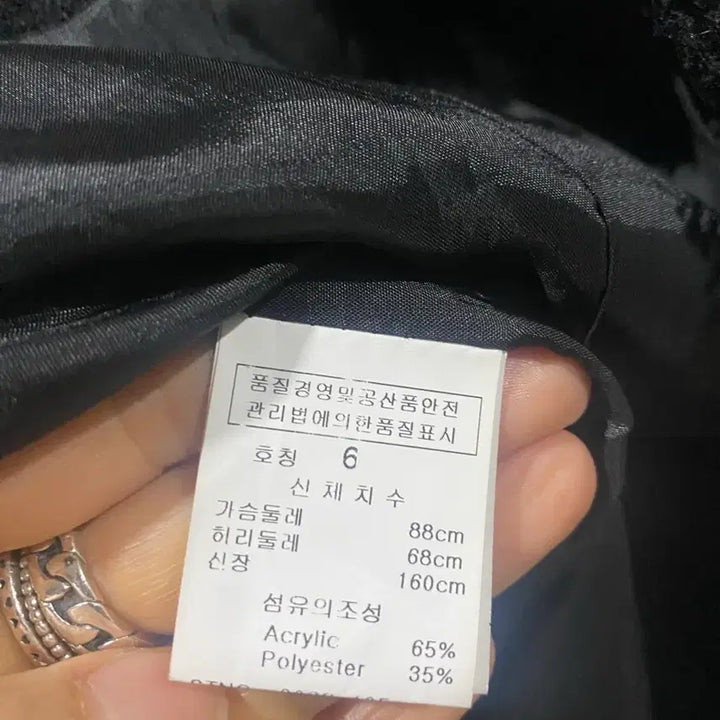 품질경영및공산품안전
관리법에의한품질표시
호칭 6
신체치수
가슴둘레 88cm
허리둘레 68cm
신장 160cm
섬유의조성
Acrylic 65%
Polyester 35%